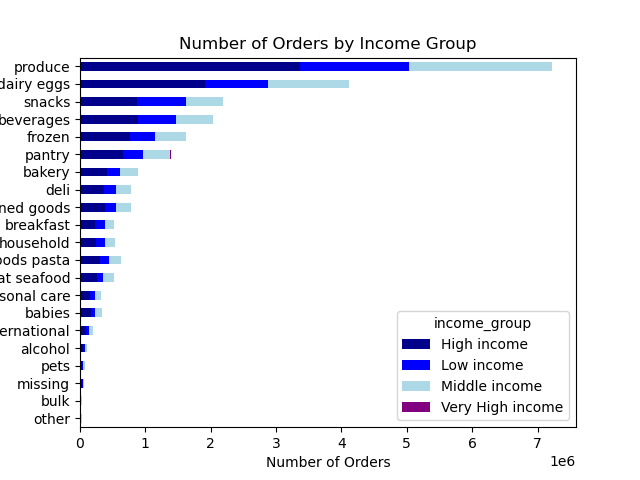 Number of Orders by Income Group
produce
dairy eggs
snacks
beverages
frozen
pantry
bakery
deli
ned goods
breakfast
household
ods pasta
at seafood
sonal care
babies
ernational
alcohol
pets
missing
bulk
other
income_group
High income
Low income
Middle income
Very High income
0 1 2 3 4 5 6 7
1e6
Number of Orders